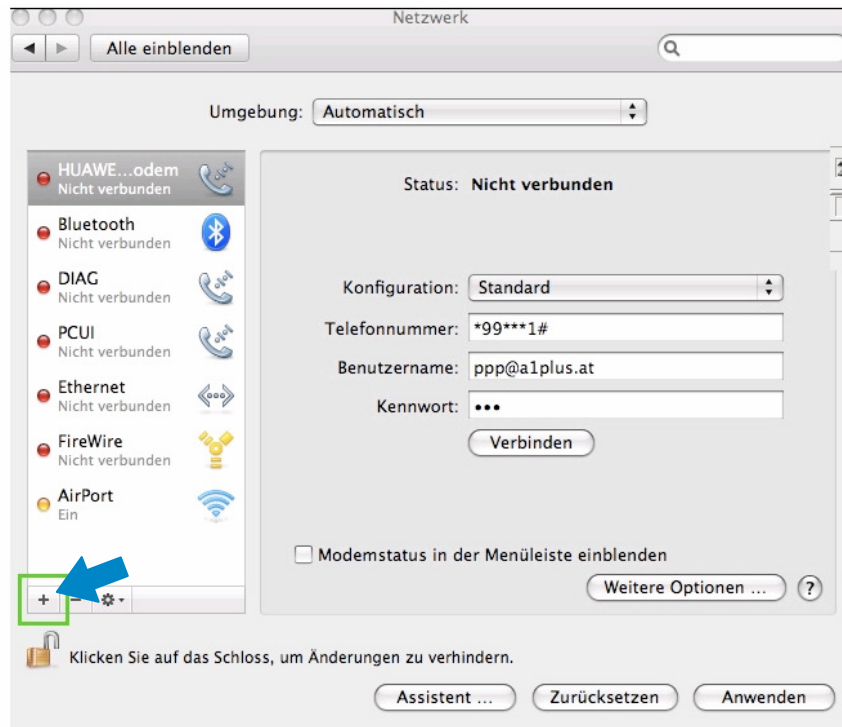 Netzwerk
Alle einblenden
Umgebung: Automatisch
HUAWE...odem
Nicht verbunden
Bluetooth
Nicht verbunden
DIAG
Nicht verbunden
PCUI
Nicht verbunden
Ethernet
Nicht verbunden
FireWire
Nicht verbunden
AirPort
Ein
Status: Nicht verbunden
Konfiguration: Standard
Telefonnummer: *99***1#
Benutzername: ppp@a1plus.at
Kennwort: •••
Verbinden
Modemstatus in der Menüleiste einblenden
Weitere Optionen ... ?
+ −
Klicken Sie auf das Schloss, um Änderungen zu verhindern.
Assistent ... Zurücksetzen Anwenden